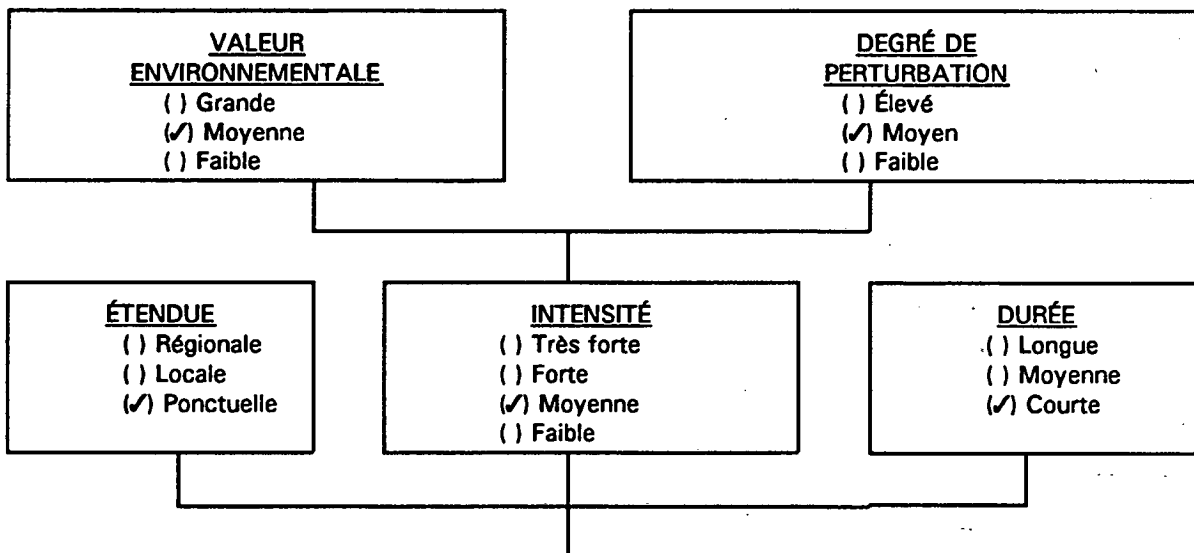 VALEUR
ENVIRONNEMENTALE
( ) Grande
(✓) Moyenne
( ) Faible
DEGRÉ DE
PERTURBATION
( ) Élevé
(✓) Moyen
( ) Faible
ÉTENDUE
( ) Régionale
( ) Locale
(✓) Ponctuelle
INTENSITÉ
( ) Très forte
( ) Forte
(✓) Moyenne
( ) Faible
DURÉE
( ) Longue
( ) Moyenne
(✓) Courte